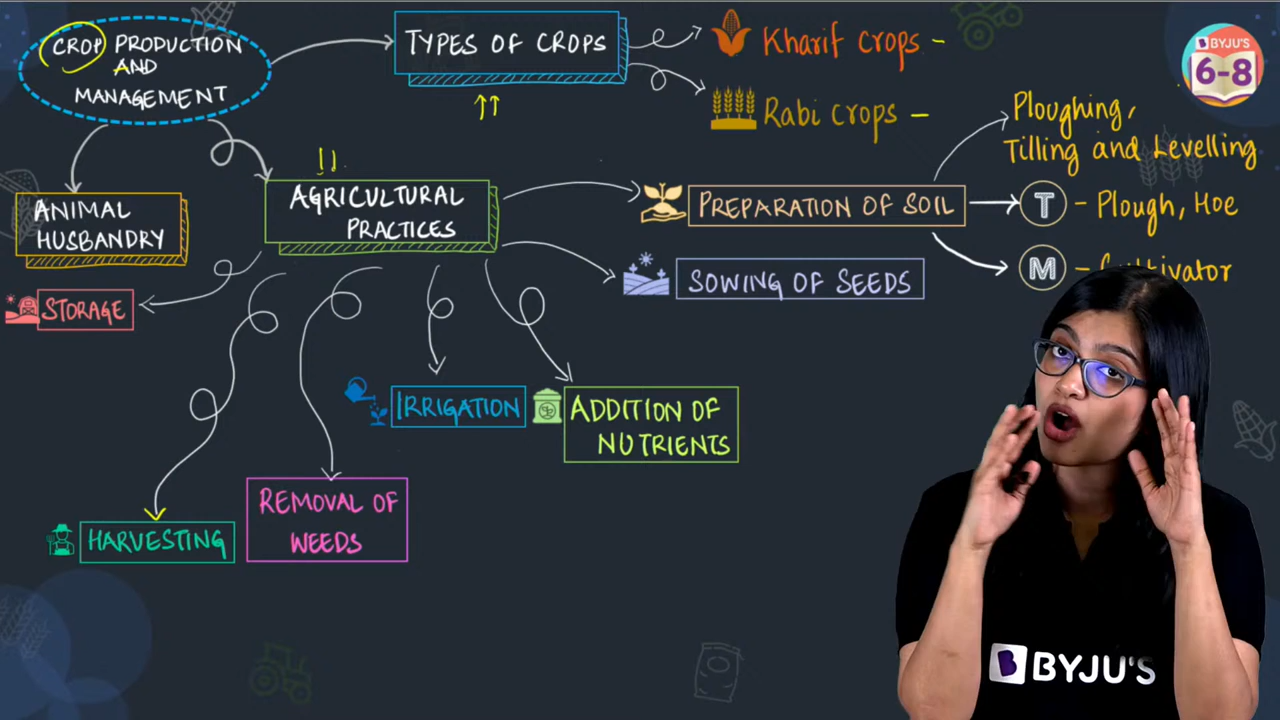 CROP PRODUCTION
AND
MANAGEMENT
TYPES OF CROPS
Kharif crops -
Rabi crops -
BYJU'S
6-8
Ploughing,
Tilling and Levelling
ANIMAL
HUSBANDRY
AGRICULTURAL
PRACTICES
PREPARATION OF SOIL
T - Plough, Hoe
SOWING OF SEEDS
M - Cultivator
STORAGE
IRRIGATION
ADDITION OF
NUTRIENTS
REMOVAL OF
WEEDS
HARVESTING
BYJU'S